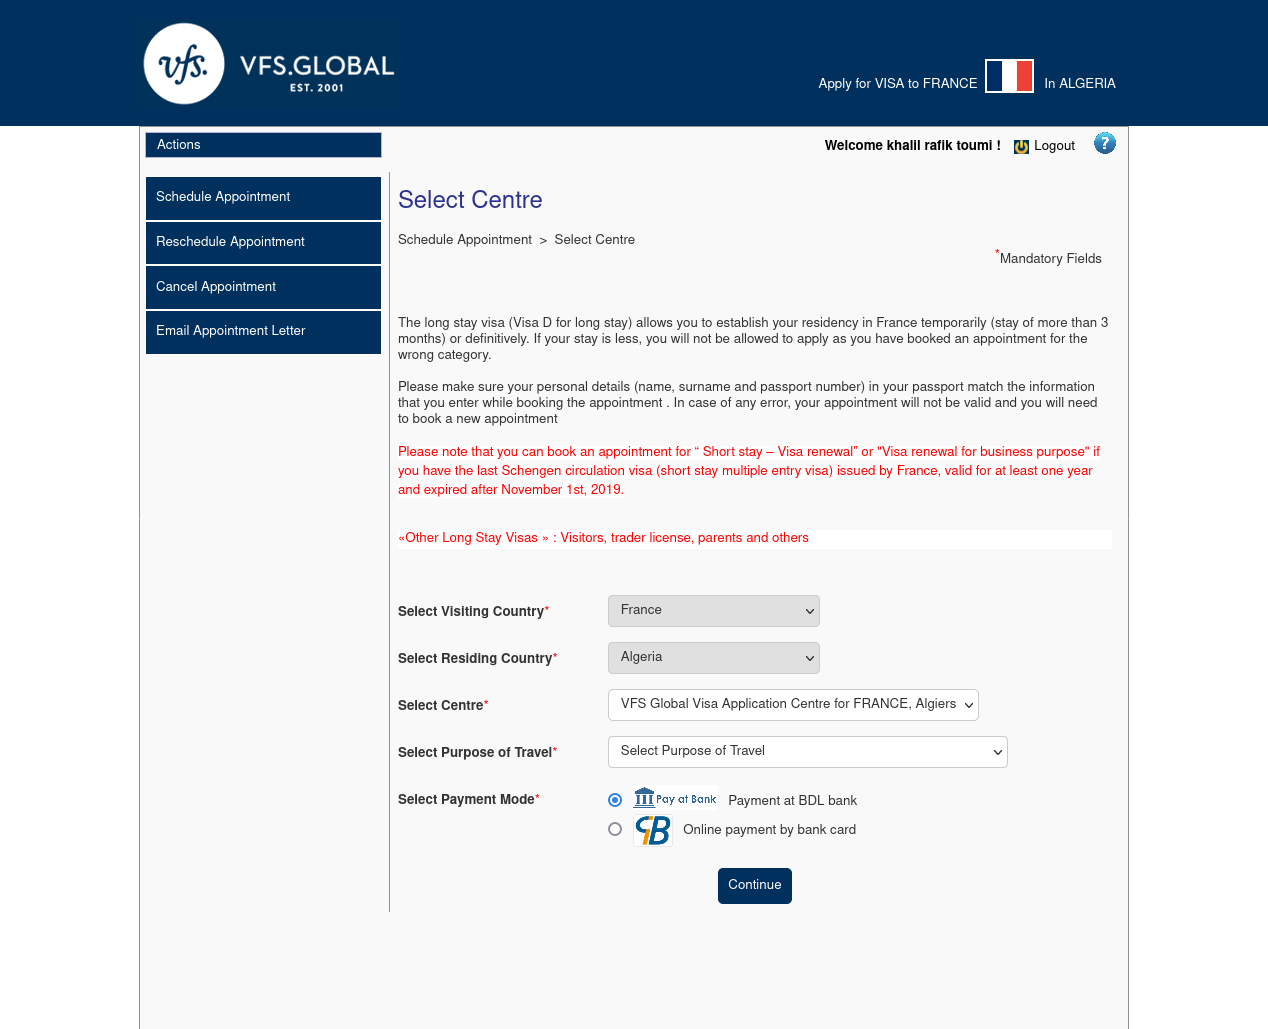 vfs.
VFS.GLOBAL
EST. 2001
Apply for VISA to FRANCE In ALGERIA
Actions
Welcome khalil rafik toumi ! Logout ?
Schedule Appointment
Reschedule Appointment
Cancel Appointment
Email Appointment Letter
Select Centre
Schedule Appointment > Select Centre
*Mandatory Fields
The long stay visa (Visa D for long stay) allows you to establish your residency in France temporarily (stay of more than 3
months) or definitively. If your stay is less, you will not be allowed to apply as you have booked an appointment for the
wrong category.
Please make sure your personal details (name, surname and passport number) in your passport match the information
that you enter while booking the appointment . In case of any error, your appointment will not be valid and you will need
to book a new appointment
Please note that you can book an appointment for “ Short stay – Visa renewal” or "Visa renewal for business purpose" if
you have the last Schengen circulation visa (short stay multiple entry visa) issued by France, valid for at least one year
and expired after November 1st, 2019.
«Other Long Stay Visas » : Visitors, trader license, parents and others
Select Visiting Country* France
Select Residing Country* Algeria
Select Centre* VFS Global Visa Application Centre for FRANCE, Algiers
Select Purpose of Travel* Select Purpose of Travel
Select Payment Mode* Pay at Bank Payment at BDL bank
CB Online payment by bank card
Continue